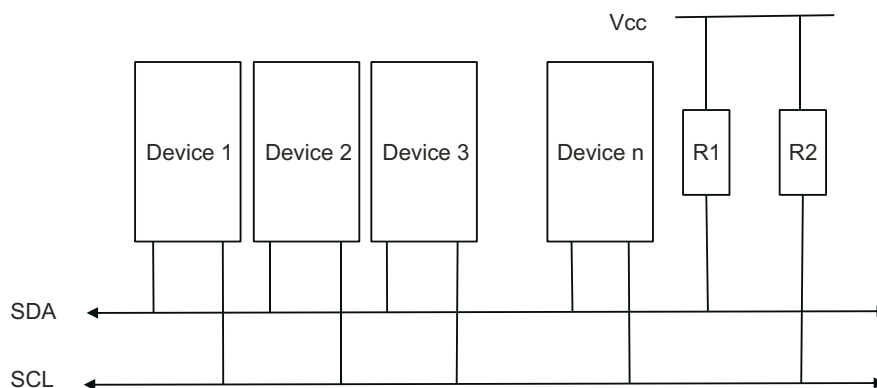 Vcc
Device 1
Device 2
Device 3
Device n
R1
R2
SDA
SCL